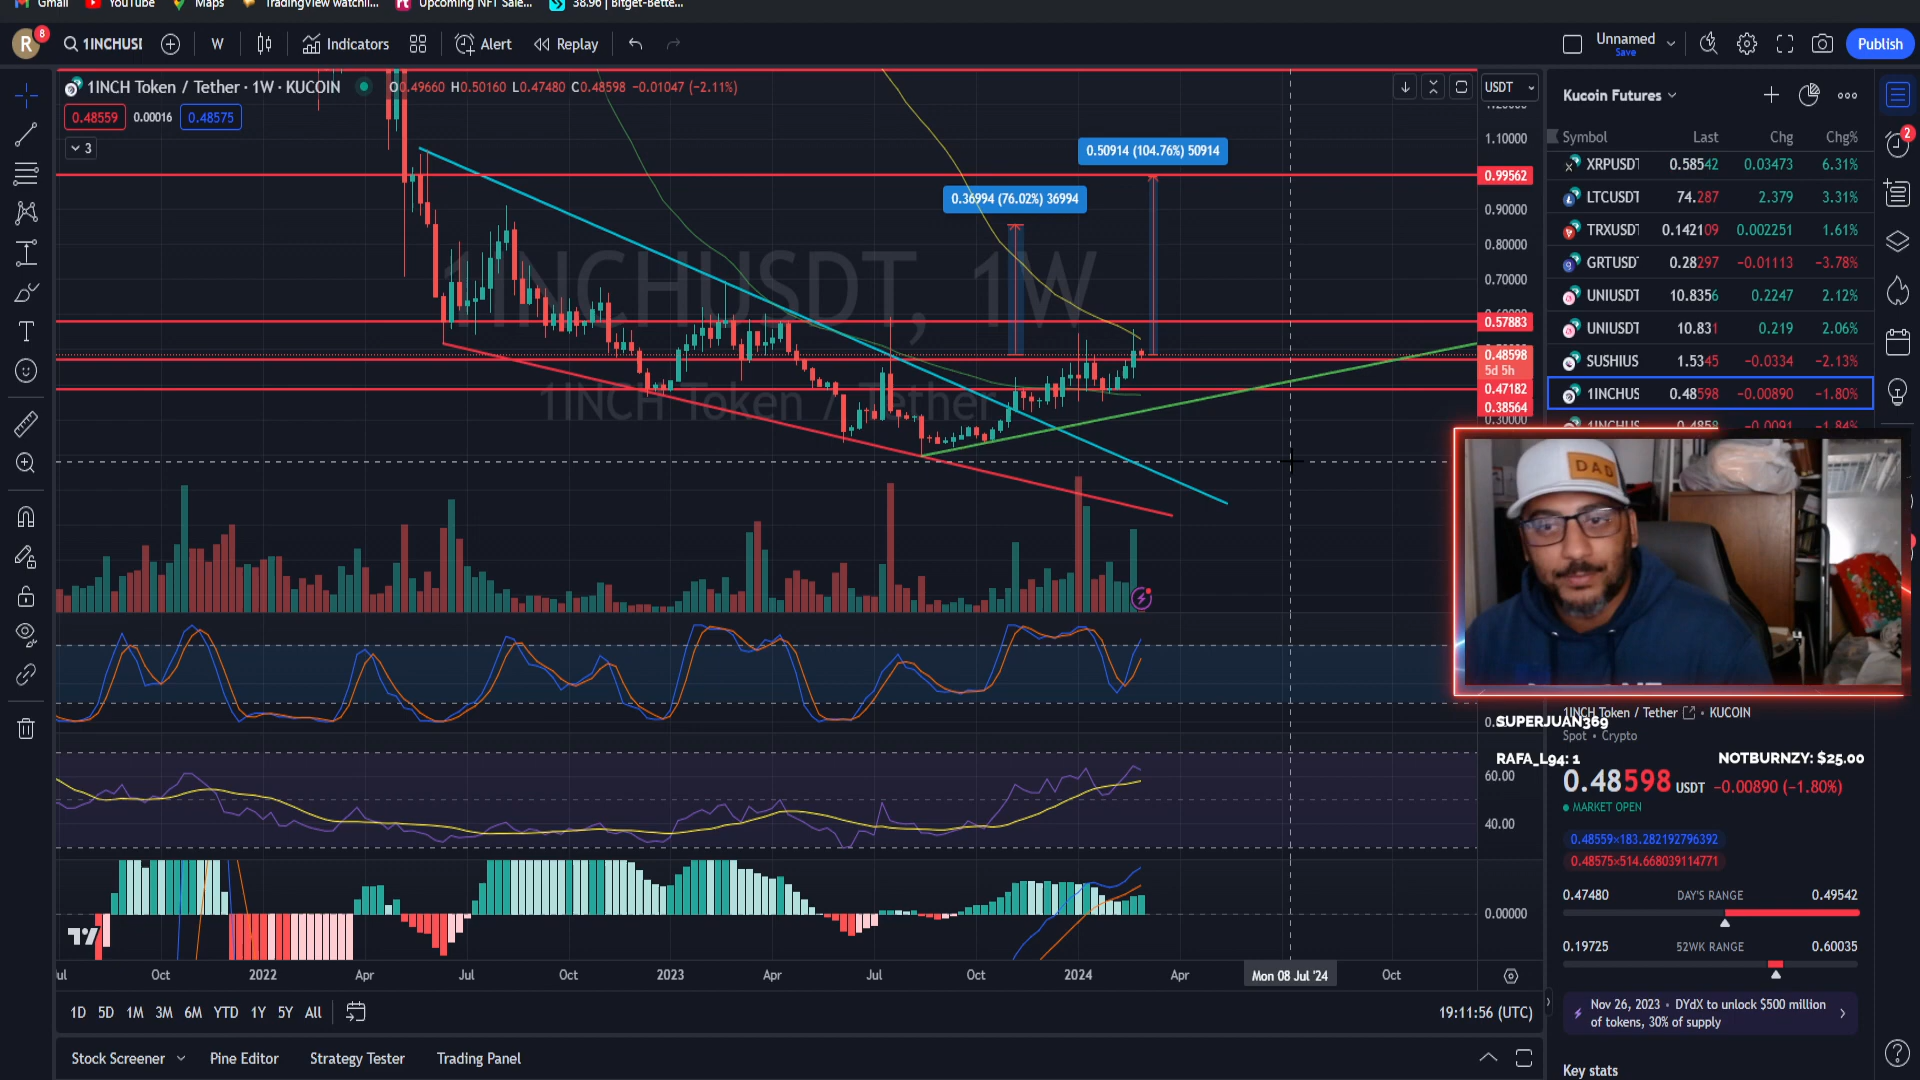 Gmail
YouTube
Maps
TradingView watchli...
Upcoming NFT Sale...
38.96 | Bitget-Bette...
R
8
1INCHUS
W
Indicators
Alert
Replay
Unnamed
Save
Publish
1INCH Token / Tether · 1W · KUCOIN
O0.49660 H0.50160 L0.47480 C0.48598 −0.01047 (−2.11%)
0.48559
0.00016
0.48575
3
USDT
1INCHUSDT, 1W
1INCH Token / Tether
0.50914 (104.76%) 50914
0.36994 (76.02%) 36994
1.10000
0.99562
0.90000
0.80000
0.70000
0.57883
0.48598
5d 5h
0.47182
0.38564
0.30000
60.00
40.00
0.00000
Oct
2022
Apr
Jul
Oct
2023
Apr
Jul
Oct
2024
Apr
Mon 08 Jul '24
Oct
1D 5D 1M 3M 6M YTD 1Y 5Y All
19:11:56 (UTC)
Stock Screener
Pine Editor
Strategy Tester
Trading Panel
Kucoin Futures
Symbol Last Chg Chg%
XRPUSDT 0.58542 0.03473 6.31%
LTCUSDT 74.287 2.379 3.31%
TRXUSDT 0.142109 0.002251 1.61%
GRTUSD 0.28297 −0.01113 −3.78%
UNIUSDT 10.8356 0.2247 2.12%
UNIUSDT 10.831 0.219 2.06%
SUSHIUS 1.5345 −0.0334 −2.13%
1INCHUS 0.48598 −0.00890 −1.80%
2
DAD
1INCH Token / Tether · KUCOIN
SUPERJUAN369
Spot • Crypto
RAFA_L94: 1
NOTBURNZY: $25.00
0.48598 USDT −0.00890 (−1.80%)
MARKET OPEN
0.48559×183.282192796392
0.48575×514.668039114771
0.47480 DAY'S RANGE 0.49542
0.19725 52WK RANGE 0.60035
Nov 26, 2023 • DYdX to unlock $500 million
of tokens, 30% of supply
Key stats